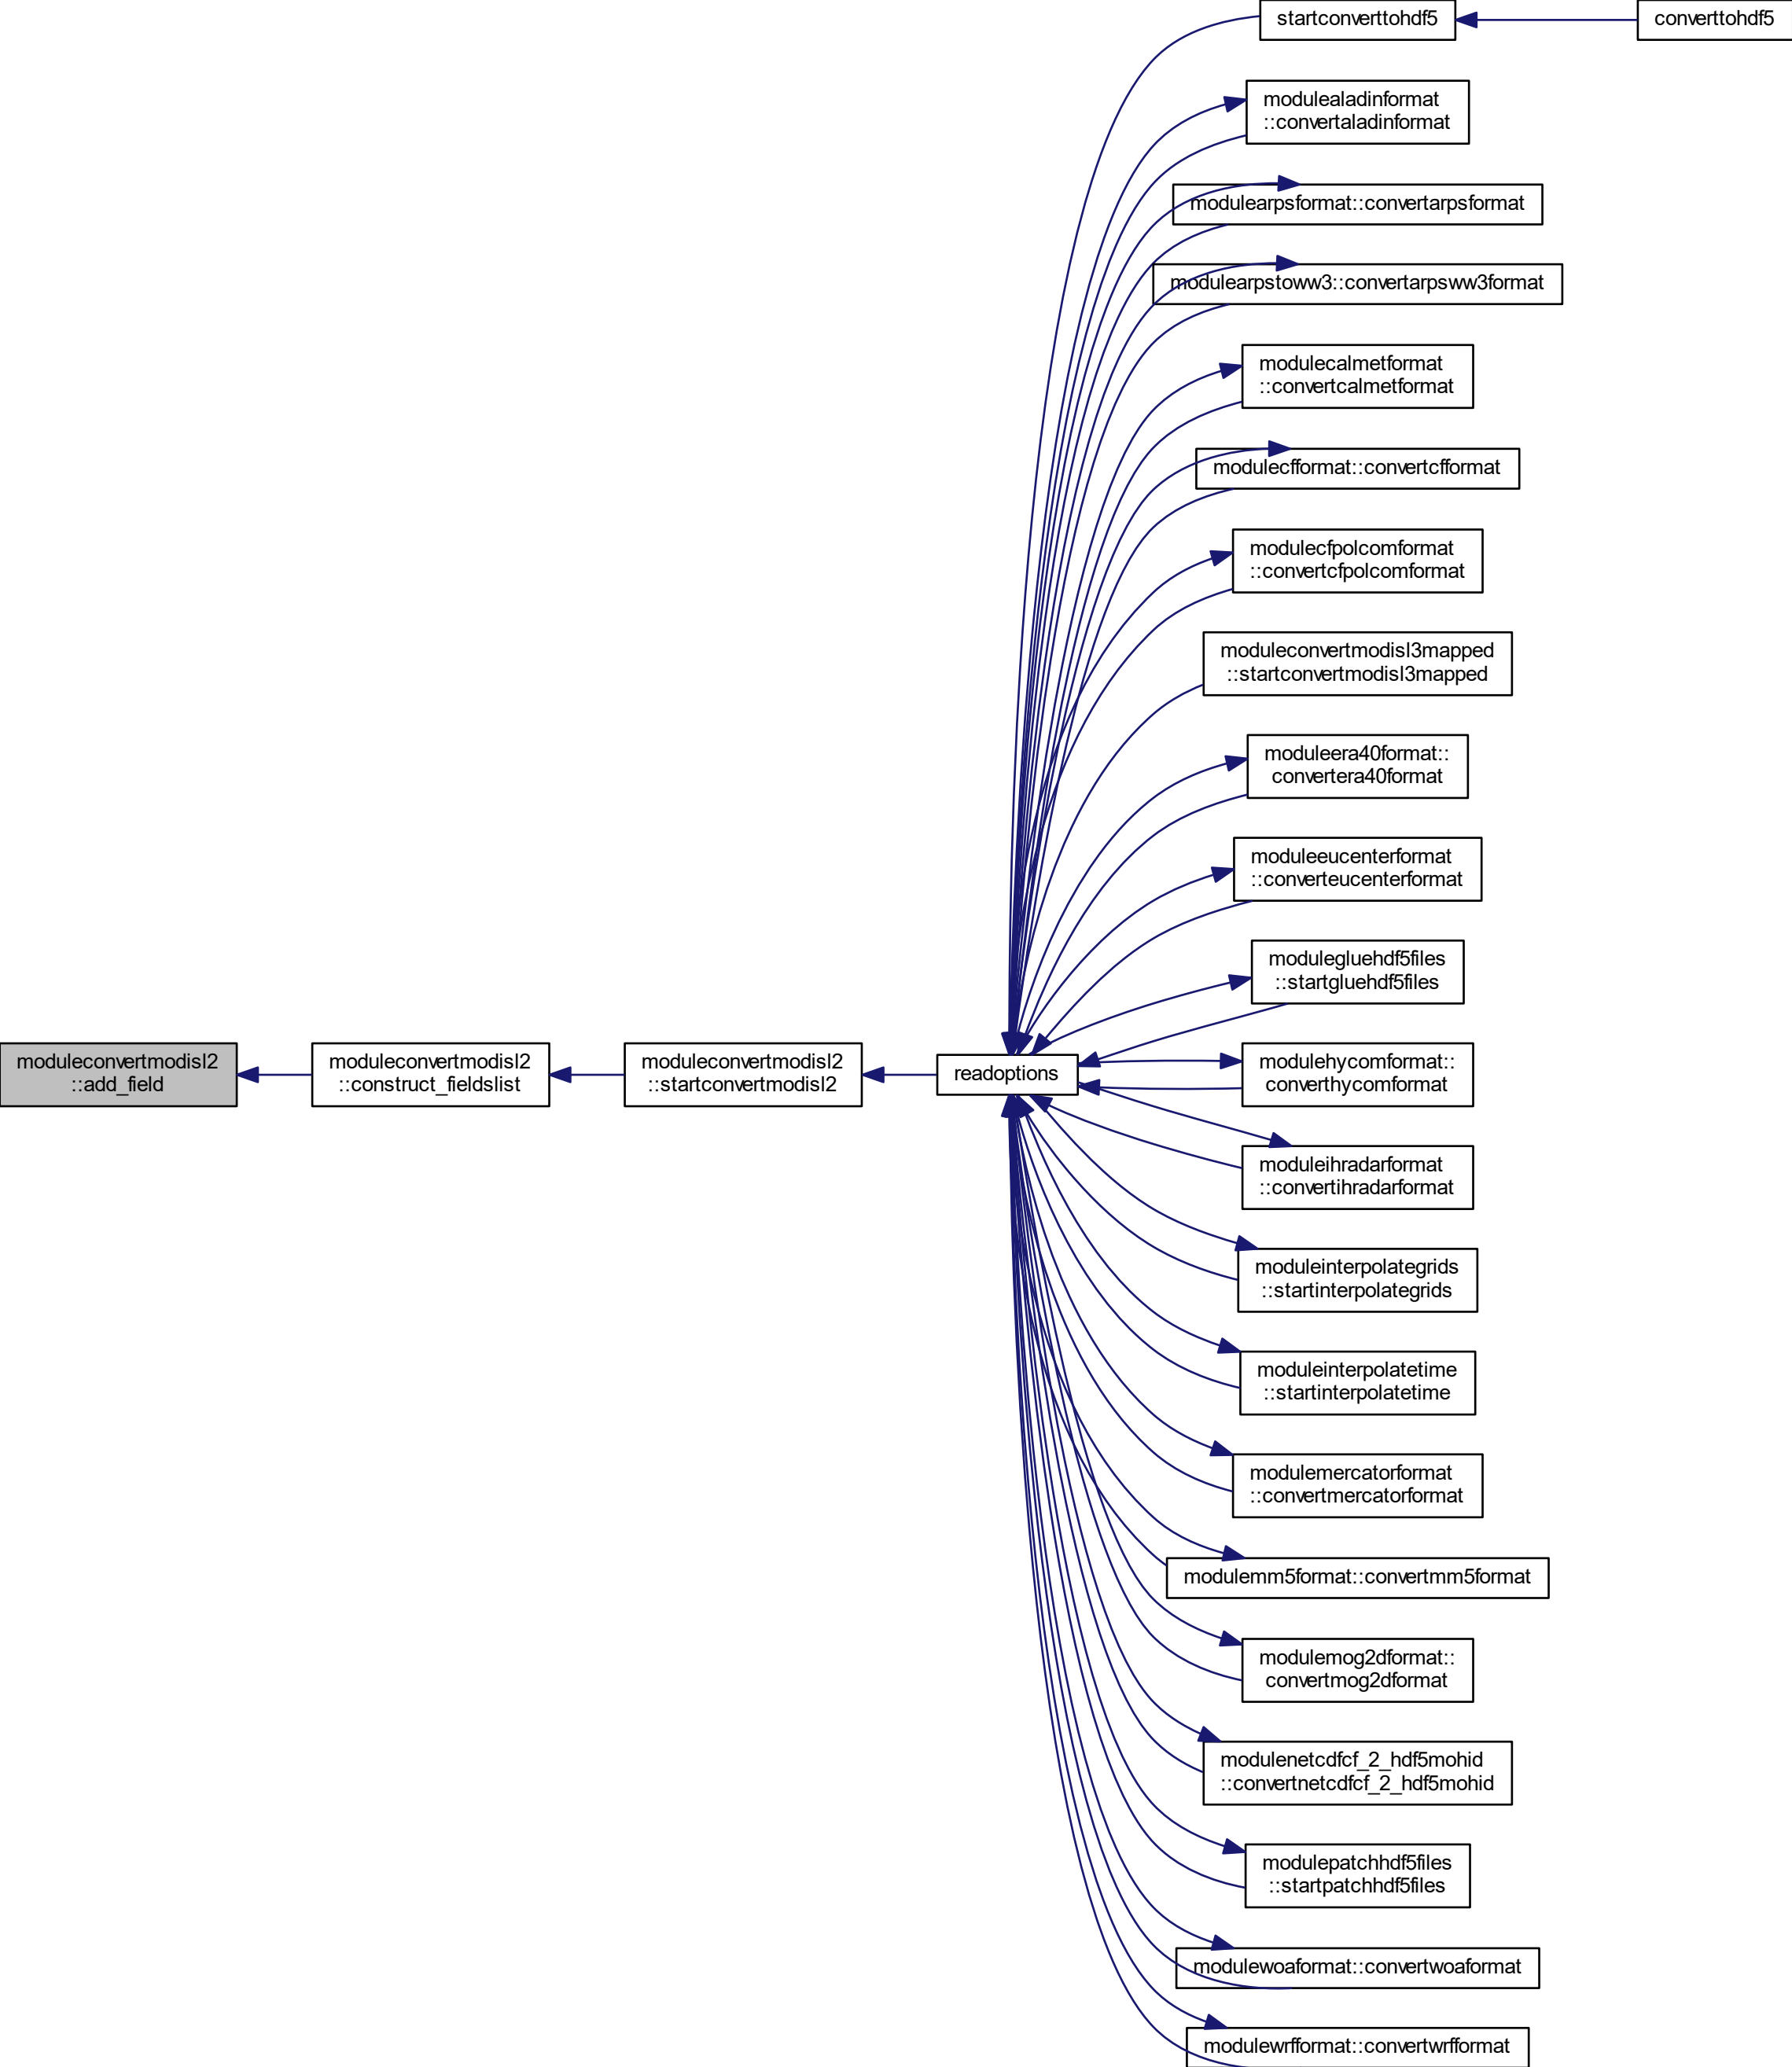 startconverttohdf5
converttohdf5
modulealadinformat
::convertaladinformat
modulearpsformat::convertarpsformat
modulearpstoww3::convertarpsww3format
modulecalmetformat
::convertcalmetformat
modulecfformat::convertcfformat
modulecfpolcomformat
::convertcfpolcomformat
moduleconvertmodisl3mapped
::startconvertmodisl3mapped
moduleera40format::
convertera40format
moduleeucenterformat
::converteucenterformat
modulegluehdf5files
::startgluehdf5files
moduleconvertmodisl2
::add_field
moduleconvertmodisl2
::construct_fieldslist
moduleconvertmodisl2
::startconvertmodisl2
readoptions
modulehycomformat::
converthycomformat
moduleihradarformat
::convertihradarformat
moduleinterpolategrids
::startinterpolategrids
moduleinterpolatetime
::startinterpolatetime
modulemercatorformat
::convertmercatorformat
modulemm5format::convertmm5format
modulemog2dformat::
convertmog2dformat
modulenetcdfcf_2_hdf5mohid
::convertnetcdfcf_2_hdf5mohid
modulepatchhdf5files
::startpatchhdf5files
modulewoaformat::convertwoaformat
modulewrfformat::convertwrfformat